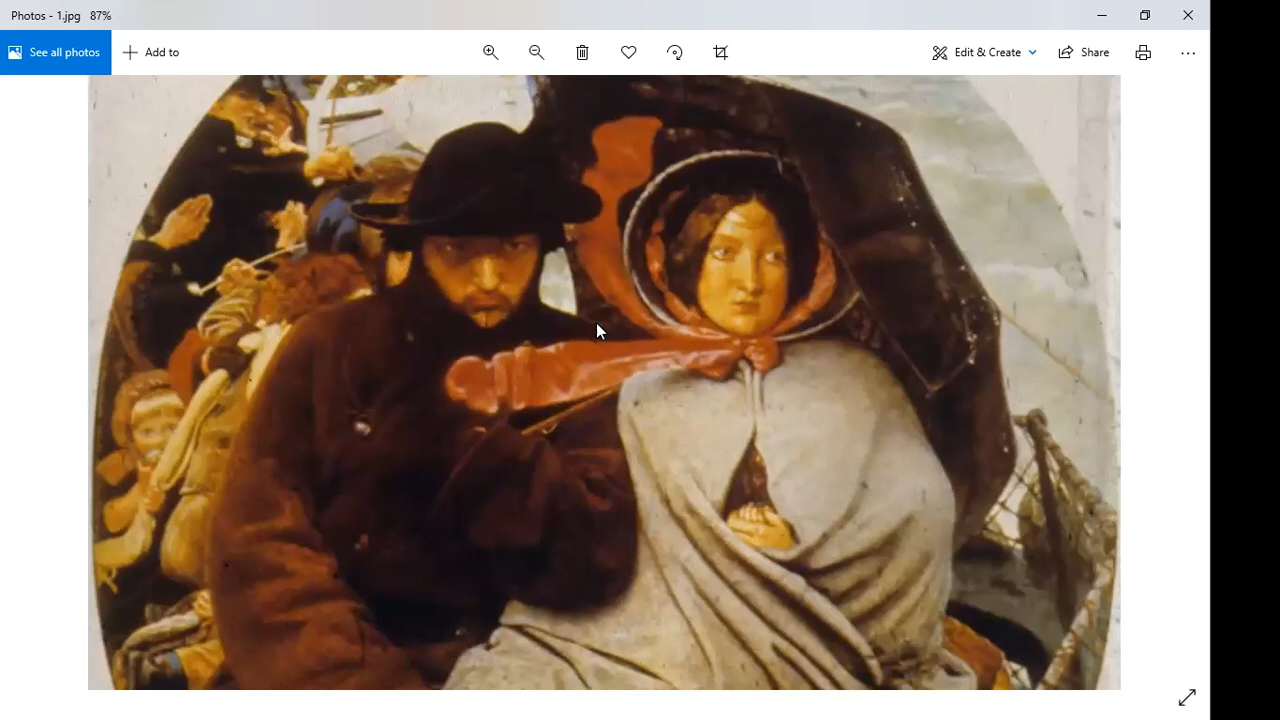 Photos - 1.jpg 87%
See all photos
Add to
Edit & Create
Share